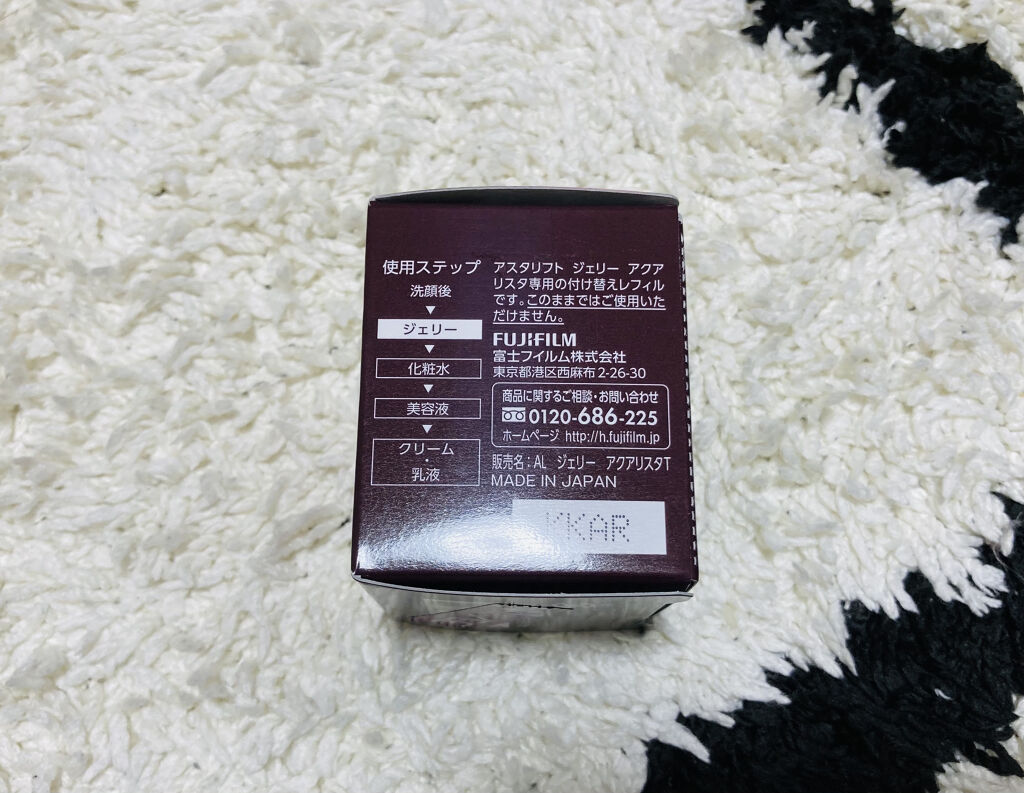 使用ステップ
洗顔後
▼
ジェリー
▼
化粧水
▼
美容液
▼
クリーム
・
乳液
アスタリフト ジェリー アクア
リスタ専用の付け替えレフィル
です。このままではご使用いた
だけません。
FUJIFILM
富士フイルム株式会社
東京都港区西麻布2-26-30
商品に関するご相談・お問い合わせ
0120-686-225
ホームページ http://h.fujifilm.jp
販売名：AL ジェリー アクアリスタT
MADE IN JAPAN
KKAR